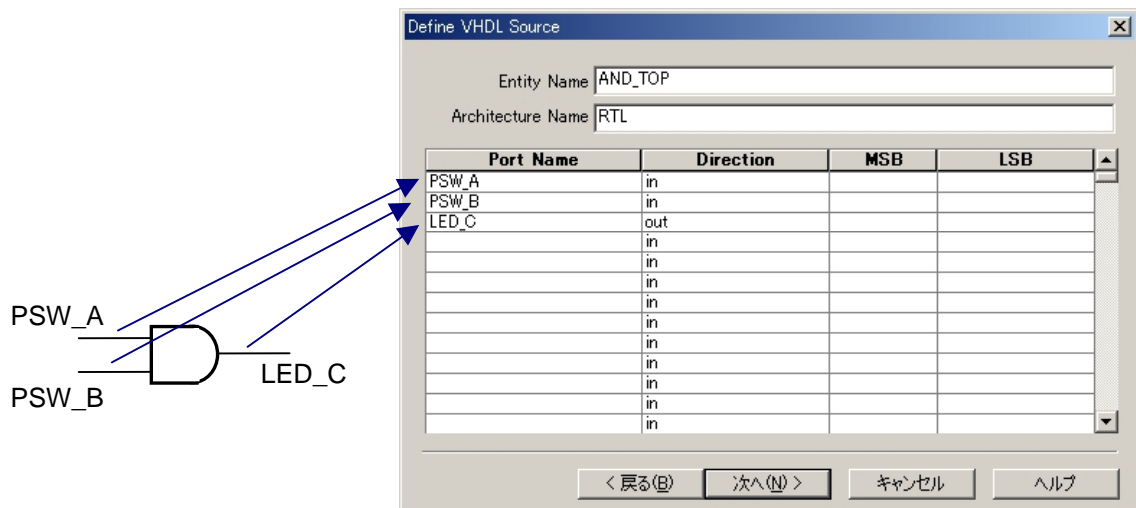 Define VHDL Source
Entity Name AND_TOP
Architecture Name RTL
Port Name Direction MSB LSB
PSW_A in
PSW_B in
LED_C out
in
in
in
in
in
in
in
in
in
in
PSW_A
LED_C
PSW_B
< 戻る(B) 次へ(N) > キャンセル ヘルプ